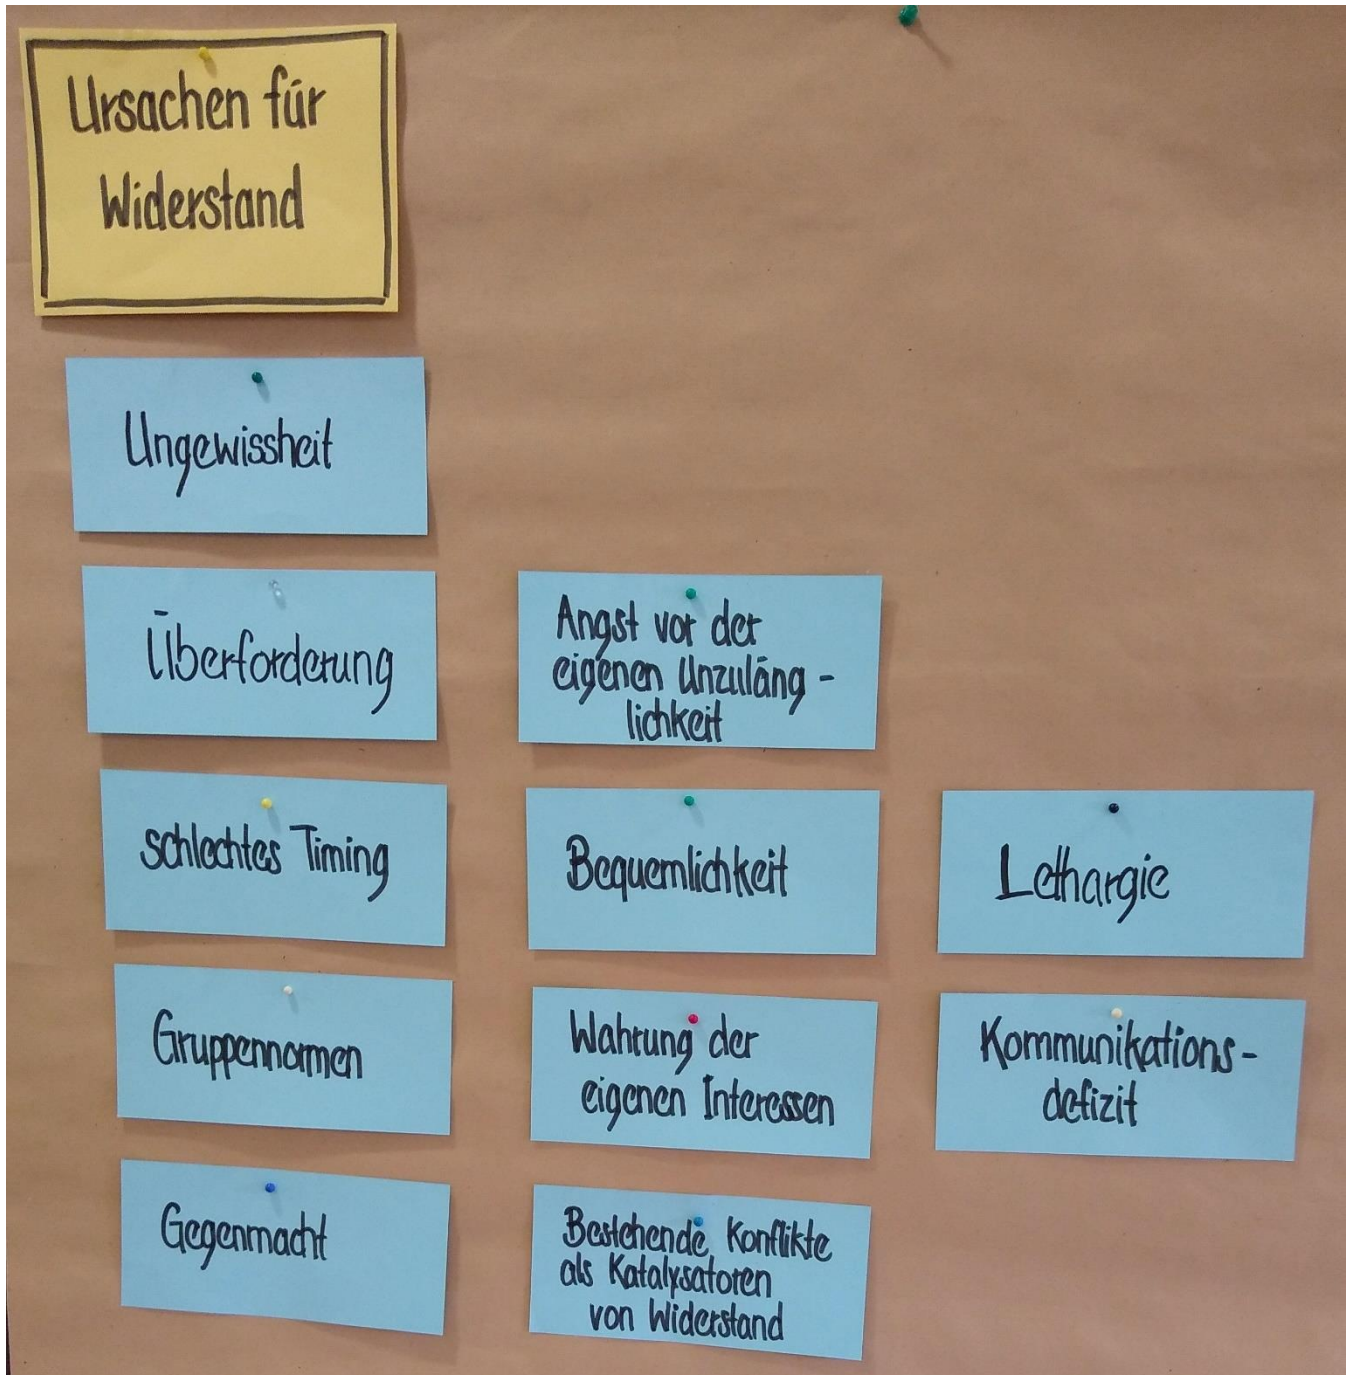 Ursachen für
Widerstand
Ungewissheit
Überforderung
Angst vor der
eigenen Unzuläng-
lichkeit
schlechtes Timing
Bequemlichkeit
Lethargie
Gruppennormen
Wahrung der
eigenen Interessen
Kommunikations-
defizit
Gegenmacht
Bestehende Konflikte
als Katalysatoren
von Widerstand